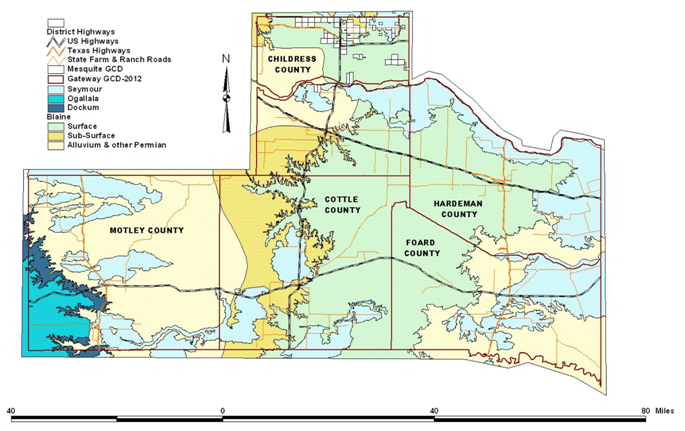 District Highways
US Highways
Texas Highways
State Farm & Ranch Roads
Mesquite GCD
Gateway GCD-2012
Seymour
Ogallala
Dockum
Blaine
Surface
Sub-Surface
Alluvium & other Permian
N
CHILDRESS
COUNTY
COTTLE
COUNTY
HARDEMAN
COUNTY
MOTLEY COUNTY
FOARD
COUNTY
40 0 40 80 Miles